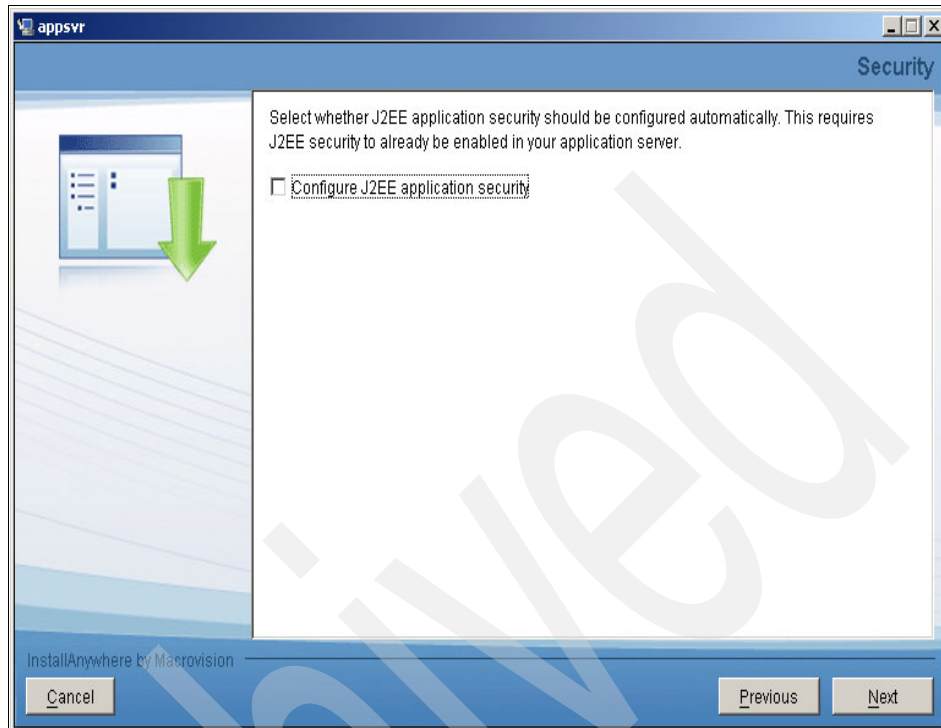 appsvr
Security
Select whether J2EE application security should be configured automatically. This requires
J2EE security to already be enabled in your application server.
Configure J2EE application security
InstallAnywhere by Macrovision
Cancel
Previous
Next
hived